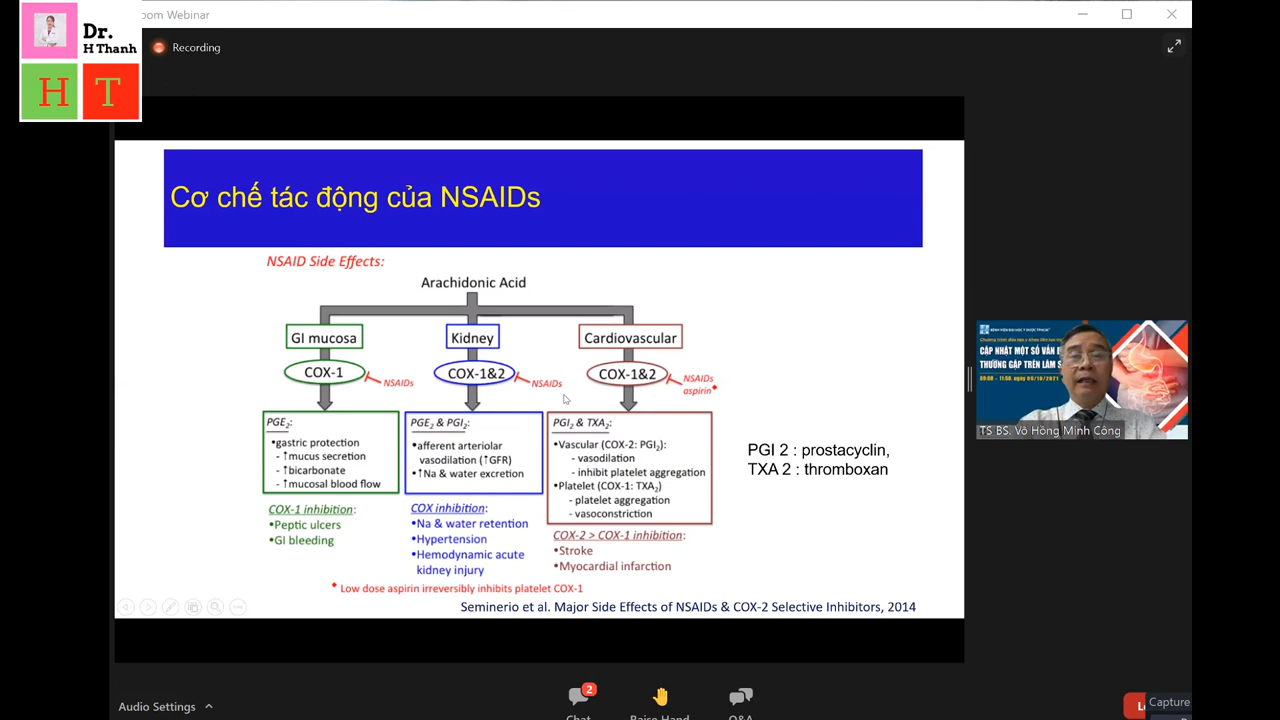 Zoom Webinar
Dr.
H Thanh
H T
Recording
Cơ chế tác động của NSAIDs
NSAID Side Effects:
Arachidonic Acid
GI mucosa
Kidney
Cardiovascular
COX-1
NSAIDs
COX-1&2
NSAIDs
COX-1&2
NSAIDs
aspirin
PGE2:
•gastric protection
- ↑mucus secretion
- ↑bicarbonate
- ↑mucosal blood flow
PGE2 & PGI2:
•afferent arteriolar
vasodilation (↑GFR)
•↑Na & water excretion
PGI2 & TXA2:
•Vascular (COX-2: PGI2):
- vasodilation
- inhibit platelet aggregation
•Platelet (COX-1: TXA2)
- platelet aggregation
- vasoconstriction
COX-1 inhibition:
•Peptic ulcers
•GI bleeding
COX inhibition:
•Na & water retention
•Hypertension
•Hemodynamic acute
kidney injury
COX-2 > COX-1 inhibition:
•Stroke
•Myocardial infarction
Low dose aspirin irreversibly inhibits platelet COX-1
Seminerio et al. Major Side Effects of NSAIDs & COX-2 Selective Inhibitors, 2014
PGI 2 : prostacyclin,
TXA 2 : thromboxan
BỆNH VIỆN ĐẠI HỌC Y DƯỢC TPHCM
CẬP NHẬT MỘT SỐ VẤN
THƯỜNG GẶP TRÊN LÂM S
TS BS. Võ Hồng Minh Công
Audio Settings
2
Chat
Raise Hand
Q&A
Capture